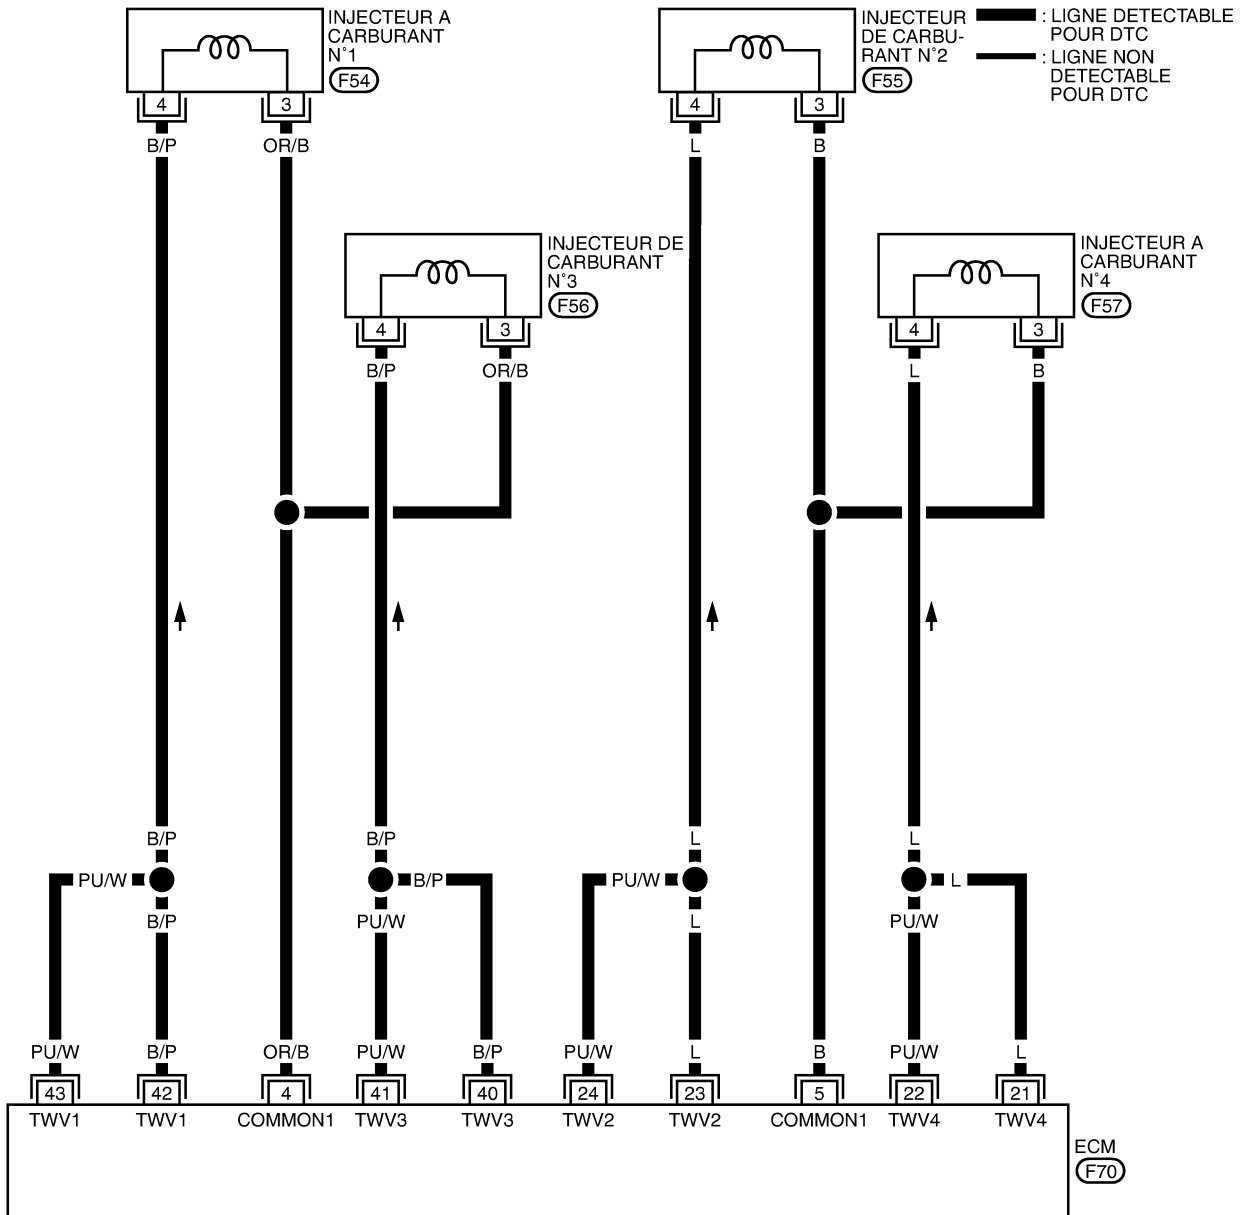 INJECTEUR A
CARBURANT
N°1
F54
INJECTEUR
DE CARBU-
RANT N°2
F55
: LIGNE DETECTABLE
POUR DTC
: LIGNE NON
DETECTABLE
POUR DTC
4 3 4 3
B/P OR/B L B
INJECTEUR DE
CARBURANT
N°3
F56
INJECTEUR A
CARBURANT
N°4
F57
4 3 4 3
B/P OR/B L B
B/P B/P L L
PU/W B/P PU/W L
B/P PU/W L PU/W
PU/W B/P OR/B PU/W B/P PU/W L B PU/W L
43 42 4 41 40 24 23 5 22 21
TWV1 TWV1 COMMON1 TWV3 TWV3 TWV2 TWV2 COMMON1 TWV4 TWV4
ECM
F70